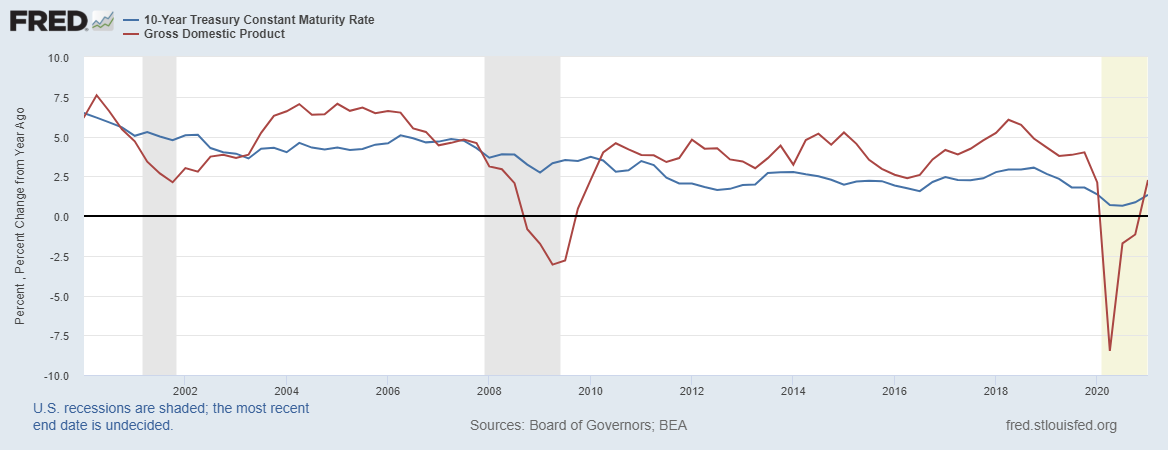 FRED
10-Year Treasury Constant Maturity Rate
Gross Domestic Product
Percent , Percent Change from Year Ago
10.0
7.5
5.0
2.5
0.0
-2.5
-5.0
-7.5
-10.0
2002 2004 2006 2008 2010 2012 2014 2016 2018 2020
U.S. recessions are shaded; the most recent
end date is undecided.
Sources: Board of Governors; BEA
fred.stlouisfed.org